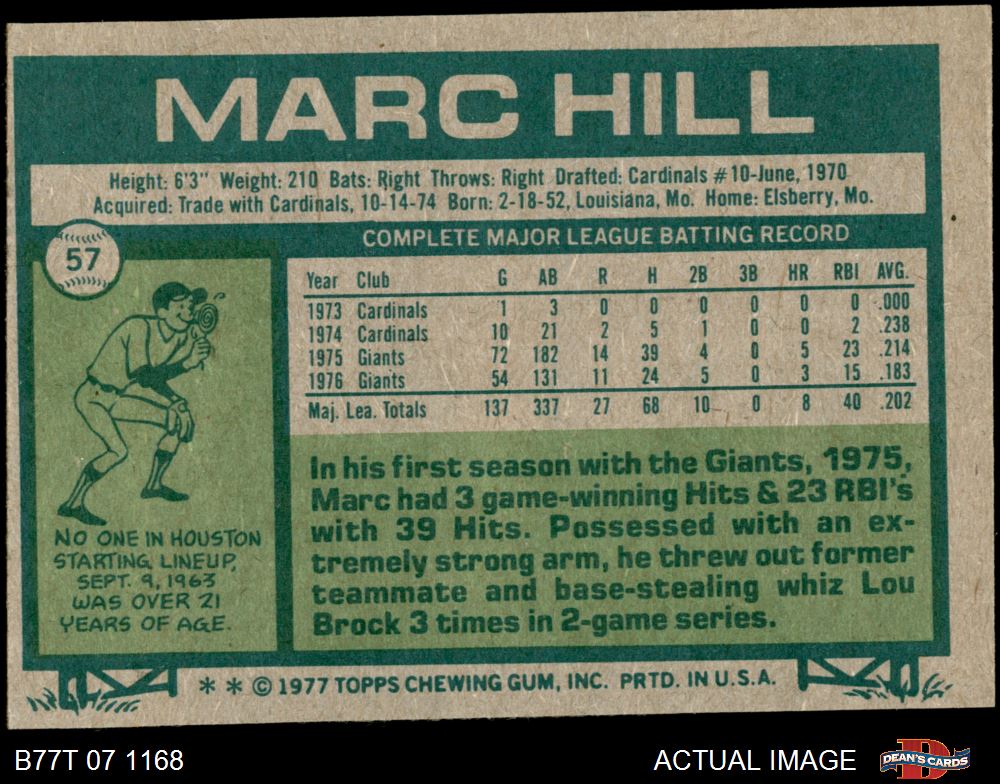 MARC HILL
Height: 6'3" Weight: 210 Bats: Right Throws: Right Drafted: Cardinals #10-June, 1970
Acquired: Trade with Cardinals, 10-14-74 Born: 2-18-52, Louisiana, Mo. Home: Elsberry, Mo.
57
COMPLETE MAJOR LEAGUE BATTING RECORD
Year Club G AB R H 2B 3B HR RBI AVG.
1973 Cardinals 1 3 0 0 0 0 0 0 .000
1974 Cardinals 10 21 2 5 1 0 0 2 .238
1975 Giants 72 182 14 39 4 0 5 23 .214
1976 Giants 54 131 11 24 5 0 3 15 .183
Maj. Lea. Totals 137 337 27 68 10 0 8 40 .202
In his first season with the Giants, 1975,
Marc had 3 game-winning Hits & 23 RBI's
with 39 Hits. Possessed with an ex-
tremely strong arm, he threw out former
teammate and base-stealing whiz Lou
Brock 3 times in 2-game series.
NO ONE IN HOUSTON
STARTING LINEUP,
SEPT. 9, 1963
WAS OVER 21
YEARS OF AGE.
* * © 1977 TOPPS CHEWING GUM, INC. PRTD. IN U.S.A.
B77T 07 1168
ACTUAL IMAGE
DEAN'S CARDS